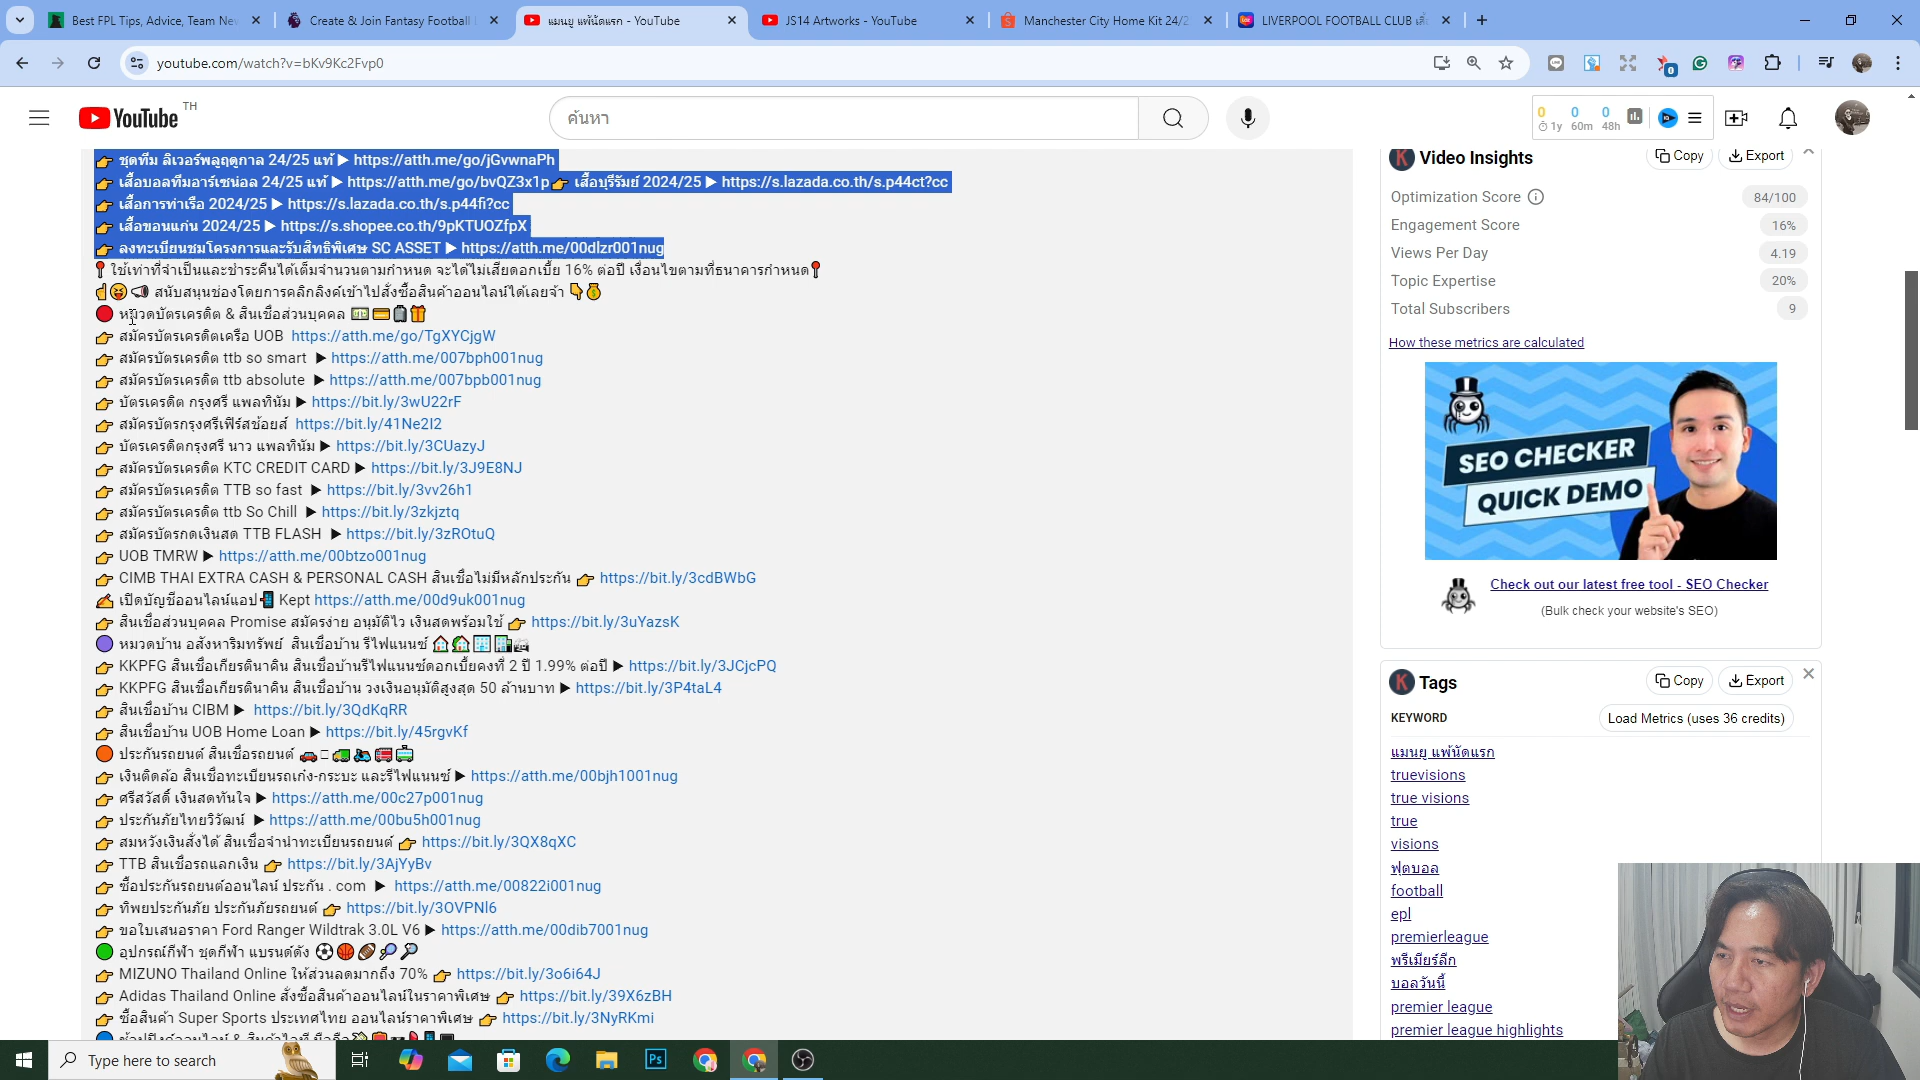 Best FPL Tips, Advice, Team New
Create & Join Fantasy Football L
แมนยู แพ้นัดแรก - YouTube
JS14 Artworks - YouTube
Manchester City Home Kit 24/2
LIVERPOOL FOOTBALL CLUB เสื้
youtube.com/watch?v=bKv9Kc2Fvp0
YouTube TH
ค้นหา
0 0 0
1y 60m 48h
👉 ชุดทีม ลิเวอร์พลูฤดูกาล 24/25 แท้ ▶ https://atth.me/go/jGvwnaPh
👉 เสื้อบอลทีมอาร์เซน่อล 24/25 แท้ ▶ https://atth.me/go/bvQZ3x1p👉 เสื้อบุรีรัมย์ 2024/25 ▶ https://s.lazada.co.th/s.p44ct?cc
👉 เสื้อการท่าเรือ 2024/25 ▶ https://s.lazada.co.th/s.p44fi?cc
👉 เสื้อขอนแก่น 2024/25 ▶ https://s.shopee.co.th/9pKTUOZfpX
👉 ลงทะเบียนชมโครงการและรับสิทธิพิเศษ SC ASSET ▶ https://atth.me/00dlzr001nug
📍ใช้เท่าที่จำเป็นและชำระคืนได้เต็มจำนวนตามกำหนด จะได้ไม่เสียดอกเบี้ย 16% ต่อปี เงื่อนไขตามที่ธนาคารกำหนด📍
☝😝📢 สนับสนุนช่องโดยการคลิกลิงค์เข้าไปสั่งซื้อสินค้าออนไลน์ได้เลยจ้า 👇💰
🔴 หมวดบัตรเครดิต & สินเชื่อส่วนบุคคล 💵💳🧳🎁
👉 สมัครบัตรเครดิตเครือ UOB https://atth.me/go/TgXYCjgW
👉 สมัครบัตรเครดิต ttb so smart ▶ https://atth.me/007bph001nug
👉 สมัครบัตรเครดิต ttb absolute ▶ https://atth.me/007bpb001nug
👉 บัตรเครดิต กรุงศรี แพลทินัม ▶ https://bit.ly/3wU22rF
👉 สมัครบัตรกรุงศรีเฟิร์สช้อยส์ https://bit.ly/41Ne2I2
👉 บัตรเครดิตกรุงศรี นาว แพลทินัม ▶ https://bit.ly/3CUazyJ
👉 สมัครบัตรเครดิต KTC CREDIT CARD ▶ https://bit.ly/3J9E8NJ
👉 สมัครบัตรเครดิต TTB so fast ▶ https://bit.ly/3vv26h1
👉 สมัครบัตรเครดิต ttb So Chill ▶ https://bit.ly/3zkjztq
👉 สมัครบัตรกดเงินสด TTB FLASH ▶ https://bit.ly/3zROtuQ
👉 UOB TMRW ▶ https://atth.me/00btzo001nug
👉 CIMB THAI EXTRA CASH & PERSONAL CASH สินเชื่อไม่มีหลักประกัน 👉 https://bit.ly/3cdBWbG
✍ เปิดบัญชีออนไลน์แอป📲 Kept https://atth.me/00d9uk001nug
👉 สินเชื่อส่วนบุคคล Promise สมัครง่าย อนุมัติไว เงินสดพร้อมใช้ 👉 https://bit.ly/3uYazsK
🟣 หมวดบ้าน อสังหาริมทรัพย์ สินเชื่อบ้าน รีไฟแนนซ์ 🏠🏡🏢🏪🏘
👉 KKPFG สินเชื่อเกียรตินาคิน สินเชื่อบ้านรีไฟแนนซ์ดอกเบี้ยคงที่ 2 ปี 1.99% ต่อปี ▶ https://bit.ly/3JCjcPQ
👉 KKPFG สินเชื่อเกียรตินาคิน สินเชื่อบ้าน วงเงินอนุมัติสูงสุด 50 ล้านบาท ▶ https://bit.ly/3P4taL4
👉 สินเชื่อบ้าน CIBM ▶ https://bit.ly/3QdKqRR
👉 สินเชื่อบ้าน UOB Home Loan ▶ https://bit.ly/45rgvKf
🟠 ประกันรถยนต์ สินเชื่อรถยนต์ 🚗🚚🏍🚒🚍
👉 เงินติดล้อ สินเชื่อทะเบียนรถเก๋ง-กระบะ และรีไฟแนนซ์ ▶ https://atth.me/00bjh1001nug
👉 ศรีสวัสดิ์ เงินสดทันใจ ▶ https://atth.me/00c27p001nug
👉 ประกันภัยไทยวิวัฒน์ ▶ https://atth.me/00bu5h001nug
👉 สมหวังเงินสั่งได้ สินเชื่อจำนำทะเบียนรถยนต์ 👉 https://bit.ly/3QX8qXC
👉 TTB สินเชื่อรถแลกเงิน 👉 https://bit.ly/3AjYyBv
👉 ซื้อประกันรถยนต์ออนไลน์ ประกัน . com ▶ https://atth.me/00822i001nug
👉 ทิพยประกันภัย ประกันภัยรถยนต์ 👉 https://bit.ly/3OVPNl6
👉 ขอใบเสนอราคา Ford Ranger Wildtrak 3.0L V6 ▶ https://atth.me/00dib7001nug
🟢 อุปกรณ์กีฬา ชุดกีฬา แบรนด์ดัง ⚽🏀🏈🏸🎾
👉 MIZUNO Thailand Online ให้ส่วนลดมากถึง 70% 👉 https://bit.ly/3o6i64J
👉 Adidas Thailand Online สั่งซื้อสินค้าออนไลน์ในราคาพิเศษ 👉 https://bit.ly/39X6zBH
👉 ซื้อสินค้า Super Sports ประเทศไทย ออนไลน์ราคาพิเศษ 👉 https://bit.ly/3NyRKmi
Video Insights
Copy Export
Optimization Score 84/100
Engagement Score 16%
Views Per Day 4.19
Topic Expertise 20%
Total Subscribers 9
How these metrics are calculated
SEO CHECKER
QUICK DEMO
Check out our latest free tool - SEO Checker
(Bulk check your website's SEO)
Tags
Copy Export
KEYWORD
Load Metrics (uses 36 credits)
แมนยู แพ้นัดแรก
truevisions
true visions
true
visions
ฟุตบอล
football
epl
premierleague
พรีเมียร์ลีก
บอลวันนี้
premier league
premier league highlights
Type here to search